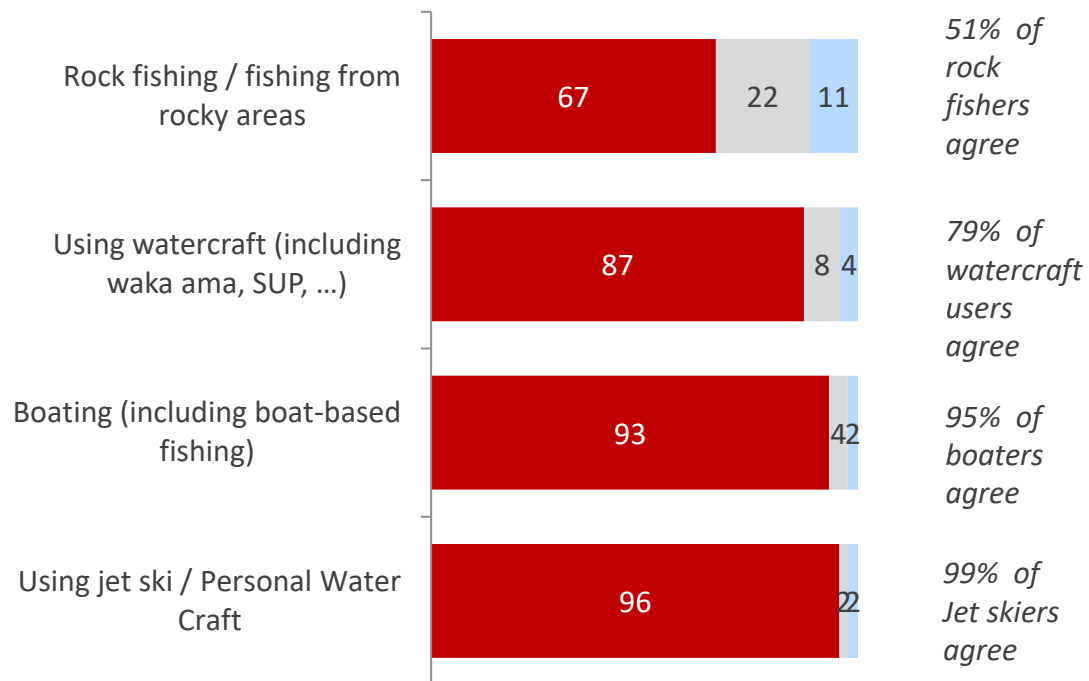 Rock fishing / fishing from
rocky areas
67
22
11
51% of
rock
fishers
agree
Using watercraft (including
waka ama, SUP, ...)
87
8
4
79% of
watercraft
users
agree
Boating (including boat-based
fishing)
93
4
2
95% of
boaters
agree
Using jet ski / Personal Water
Craft
96
2
2
99% of
Jet skiers
agree